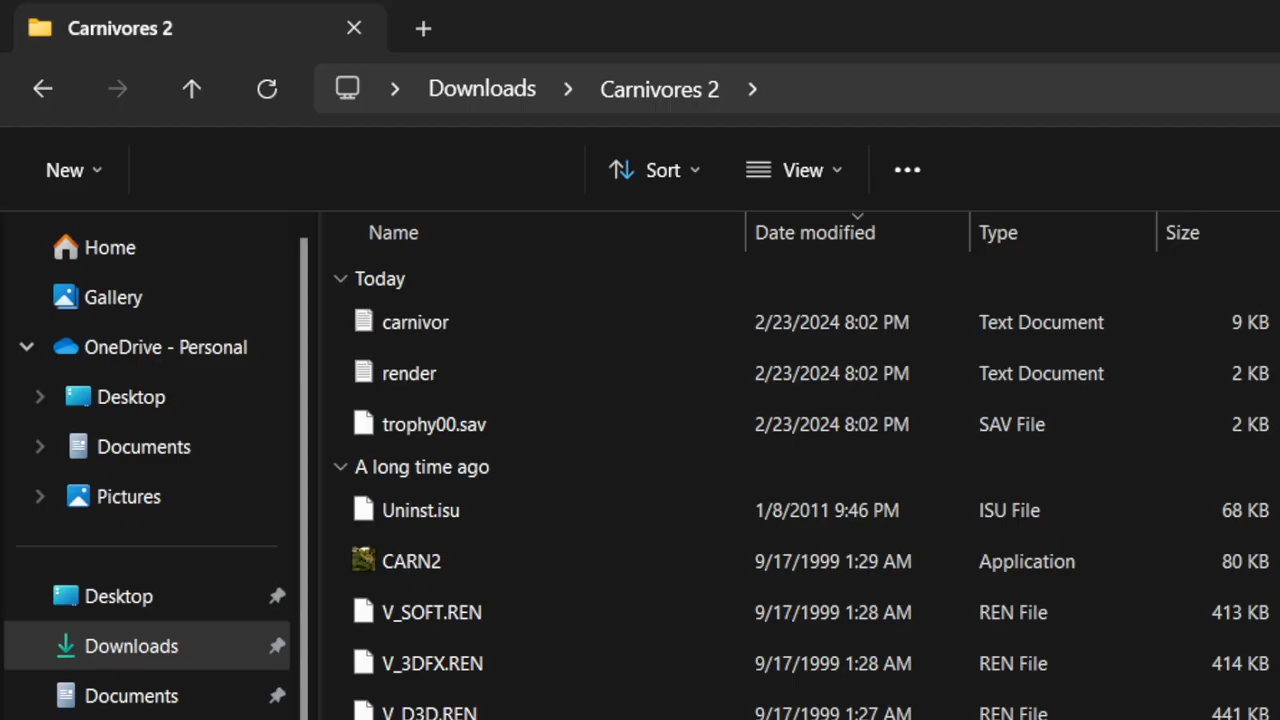 Carnivores 2
Downloads
Carnivores 2
New
Sort
View
Name Date modified Type Size
Home
Gallery
OneDrive - Personal
Desktop
Documents
Pictures
Desktop
Downloads
Documents
Today
carnivor 2/23/2024 8:02 PM Text Document 9 KB
render 2/23/2024 8:02 PM Text Document 2 KB
trophy00.sav 2/23/2024 8:02 PM SAV File 2 KB
A long time ago
Uninst.isu 1/8/2011 9:46 PM ISU File 68 KB
CARN2 9/17/1999 1:29 AM Application 80 KB
V_SOFT.REN 9/17/1999 1:28 AM REN File 413 KB
V_3DFX.REN 9/17/1999 1:28 AM REN File 414 KB
V_D3D.REN 9/17/1999 1:27 AM REN File 441 KB